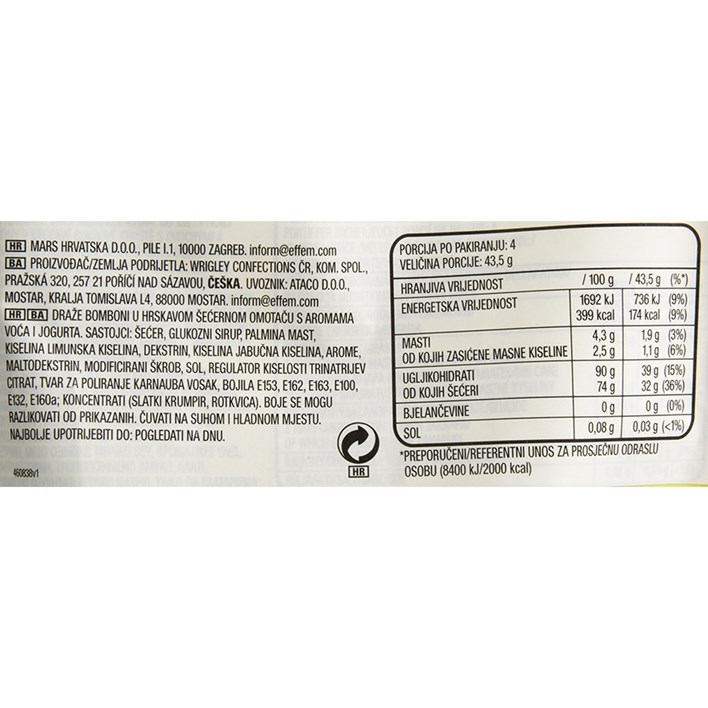 HR MARS HRVATSKA D.O.O., PILE I.1, 10000 ZAGREB. inform@effem.com
BA PROIZVOĐAČ/ZEMLJA PODRIJETLA: WRIGLEY CONFECTIONS ČR, KOM. SPOL.,
PRAŽSKÁ 320, 257 21 POŘÍČÍ NAD SÁZAVOU, ČEŠKA. UVOZNIK: ATACO D.O.O.,
MOSTAR, KRALJA TOMISLAVA L4, 88000 MOSTAR. inform@effem.com
HR BA DRAŽE BOMBONI U HRSKAVOM ŠEĆERNOM OMOTAČU S AROMAMA
VOĆA I JOGURTA. SASTOJCI: ŠEĆER, GLUKOZNI SIRUP, PALMINA MAST,
KISELINA LIMUNSKA KISELINA, DEKSTRIN, KISELINA JABUČNA KISELINA, AROME,
MALTODEKSTRIN, MODIFICIRANI ŠKROB, SOL, REGULATOR KISELOSTI TRINATRIJEV
CITRAT, TVAR ZA POLIRANJE KARNAUBA VOSAK, BOJILA E153, E162, E163, E100,
E132, E160a; KONCENTRATI (SLATKI KRUMPIR, ROTKVICA). BOJE SE MOGU
RAZLIKOVATI OD PRIKAZANIH. ČUVATI NA SUHOM I HLADNOM MJESTU.
NAJBOLJE UPOTRIJEBITI DO: POGLEDATI NA DNU.
460838v1
HR
PORCIJA PO PAKIRANJU: 4
VELIČINA PORCIJE: 43,5 g
HRANJIVA VRIJEDNOST / 100 g / 43,5 g (%*)
ENERGETSKA VRIJEDNOST 1692 kJ 736 kJ (9%)
399 kcal 174 kcal (9%)
MASTI 4,3 g 1,9 g (3%)
OD KOJIH ZASIĆENE MASNE KISELINE 2,5 g 1,1 g (6%)
UGLJIKOHIDRATI 90 g 39 g (15%)
OD KOJIH ŠEĆERI 74 g 32 g (36%)
BJELANČEVINE 0 g 0 g (0%)
SOL 0,08 g 0,03 g (<1%)
*PREPORUČENI/REFERENTNI UNOS ZA PROSJEČNU ODRASLU
OSOBU (8400 kJ/2000 kcal)